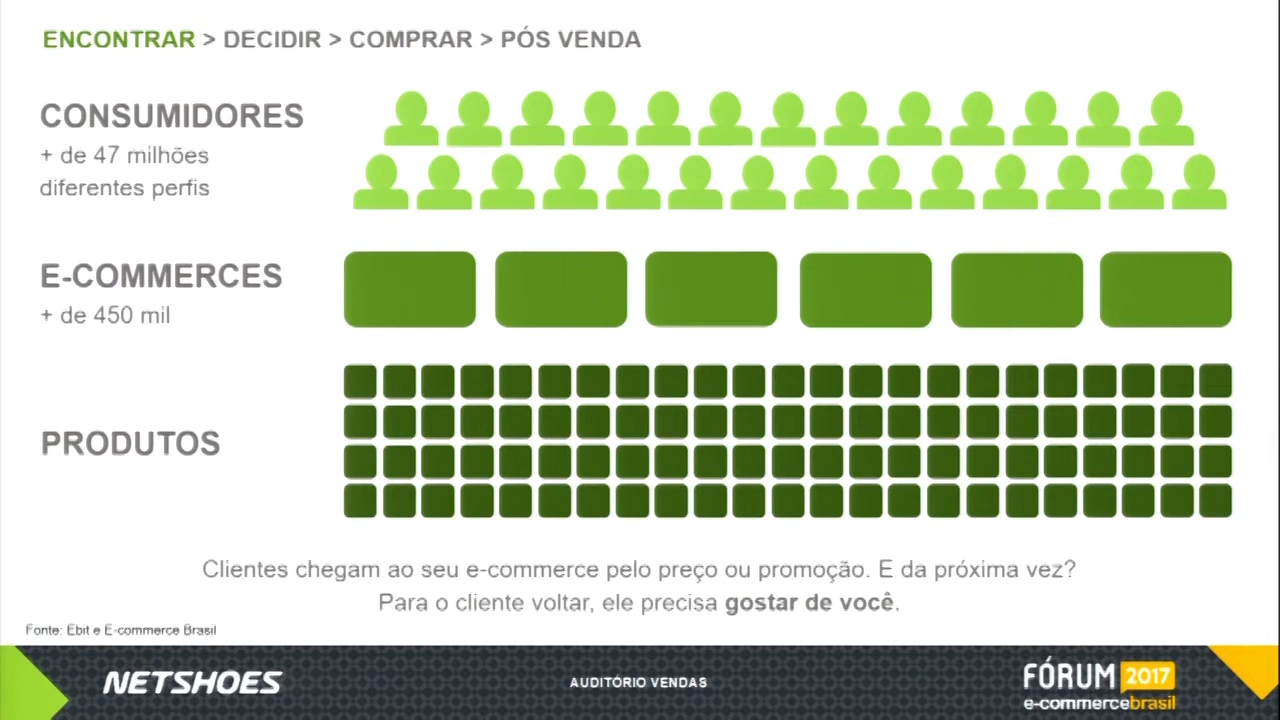 ENCONTRAR > DECIDIR > COMPRAR > PÓS VENDA
CONSUMIDORES
+ de 47 milhões
diferentes perfis
E-COMMERCES
+ de 450 mil
PRODUTOS
Clientes chegam ao seu e-commerce pelo preço ou promoção. E da próxima vez?
Para o cliente voltar, ele precisa gostar de você.
Fonte: Ebit e E-commerce Brasil
NETSHOES
AUDITÓRIO VENDAS
FÓRUM 2017
e-commercebrasil